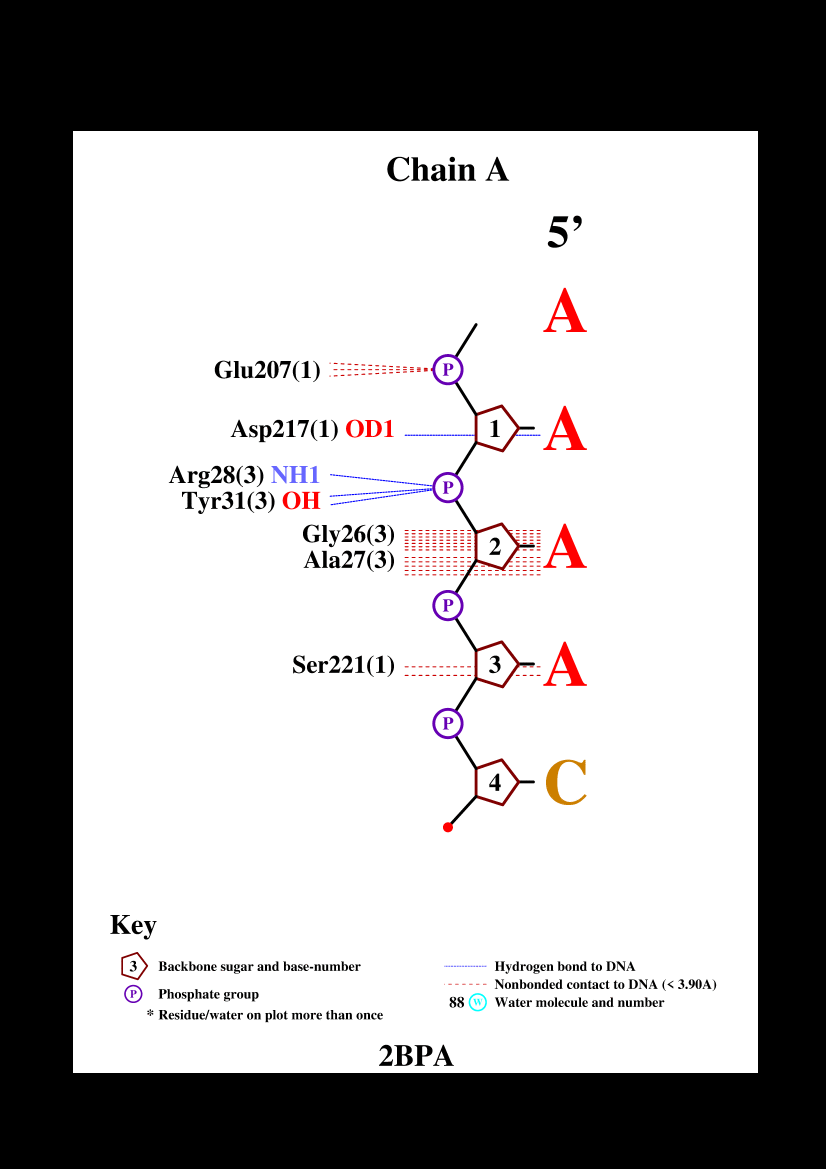 Chain A
5’
A
P
Glu207(1)
1
A
Asp217(1) OD1
Arg28(3) NH1
P
Tyr31(3) OH
Gly26(3)
2
A
Ala27(3)
P
Ser221(1)
3
A
P
4
C
Key
3 Backbone sugar and base-number
P Phosphate group
* Residue/water on plot more than once
Hydrogen bond to DNA
Nonbonded contact to DNA (< 3.90A)
88 W Water molecule and number
2BPA